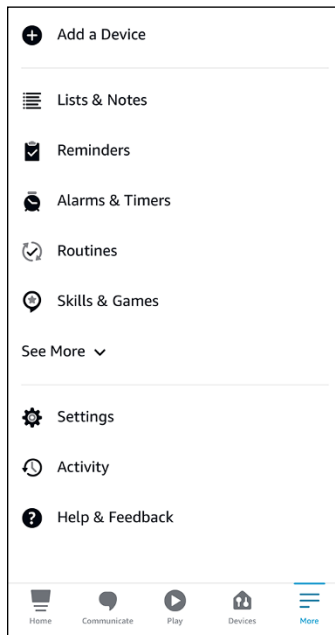 Add a Device
Lists & Notes
Reminders
Alarms & Timers
Routines
Skills & Games
See More
Settings
Activity
Help & Feedback
Home Communicate Play Devices More